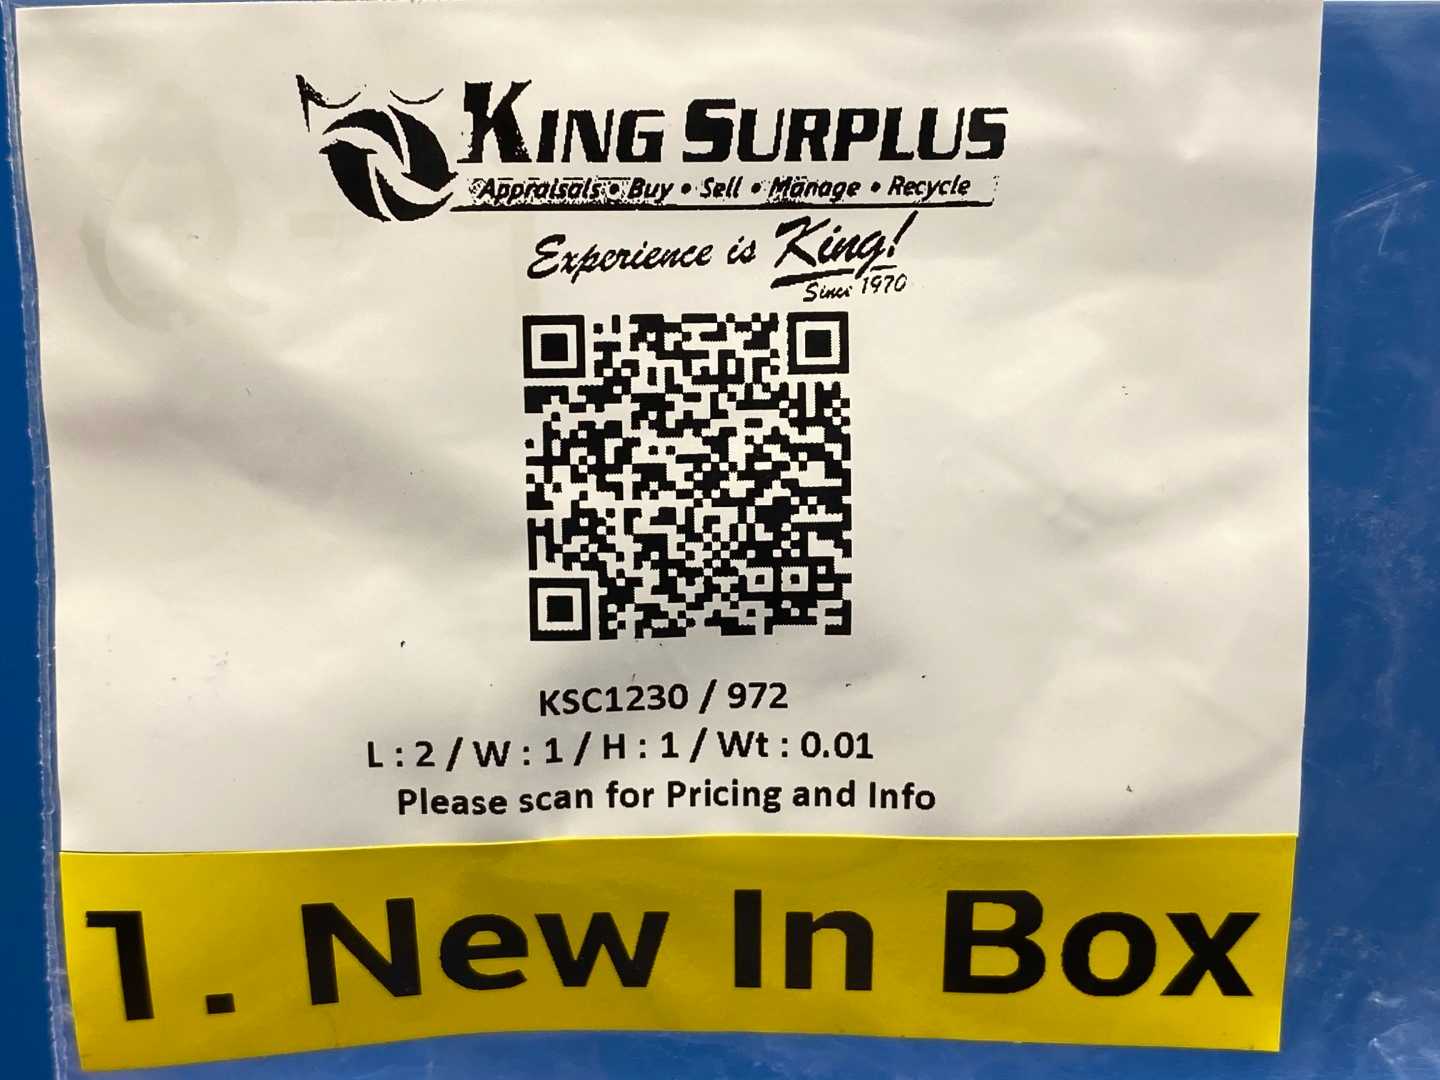 KING SURPLUS
Appraisals • Buy • Sell • Manage • Recycle
Experience is King!
Since 1970
KSC1230 / 972
L : 2 / W : 1 / H : 1 / Wt : 0.01
Please scan for Pricing and Info
1. New In Box